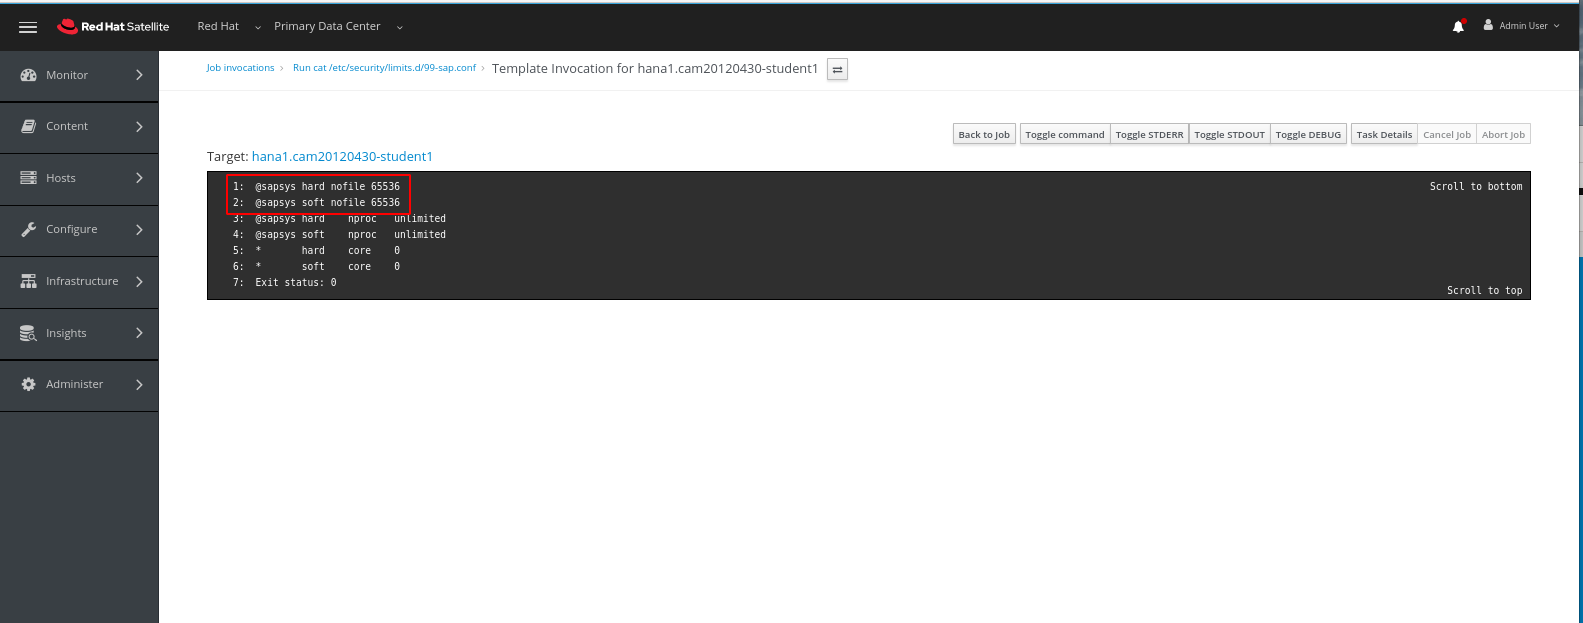 Red Hat Satellite Red Hat Primary Data Center Admin User
Monitor
Content
Hosts
Configure
Infrastructure
Insights
Administer
Job invocations › Run cat /etc/security/limits.d/99-sap.conf › Template Invocation for hana1.cam20120430-student1
Back to Job Toggle command Toggle STDERR Toggle STDOUT Toggle DEBUG Task Details Cancel Job Abort Job
Target: hana1.cam20120430-student1
1: @sapsys hard nofile 65536 Scroll to bottom
2: @sapsys soft nofile 65536
3: @sapsys hard nproc unlimited
4: @sapsys soft nproc unlimited
5: * hard core 0
6: * soft core 0
7: Exit status: 0
Scroll to top